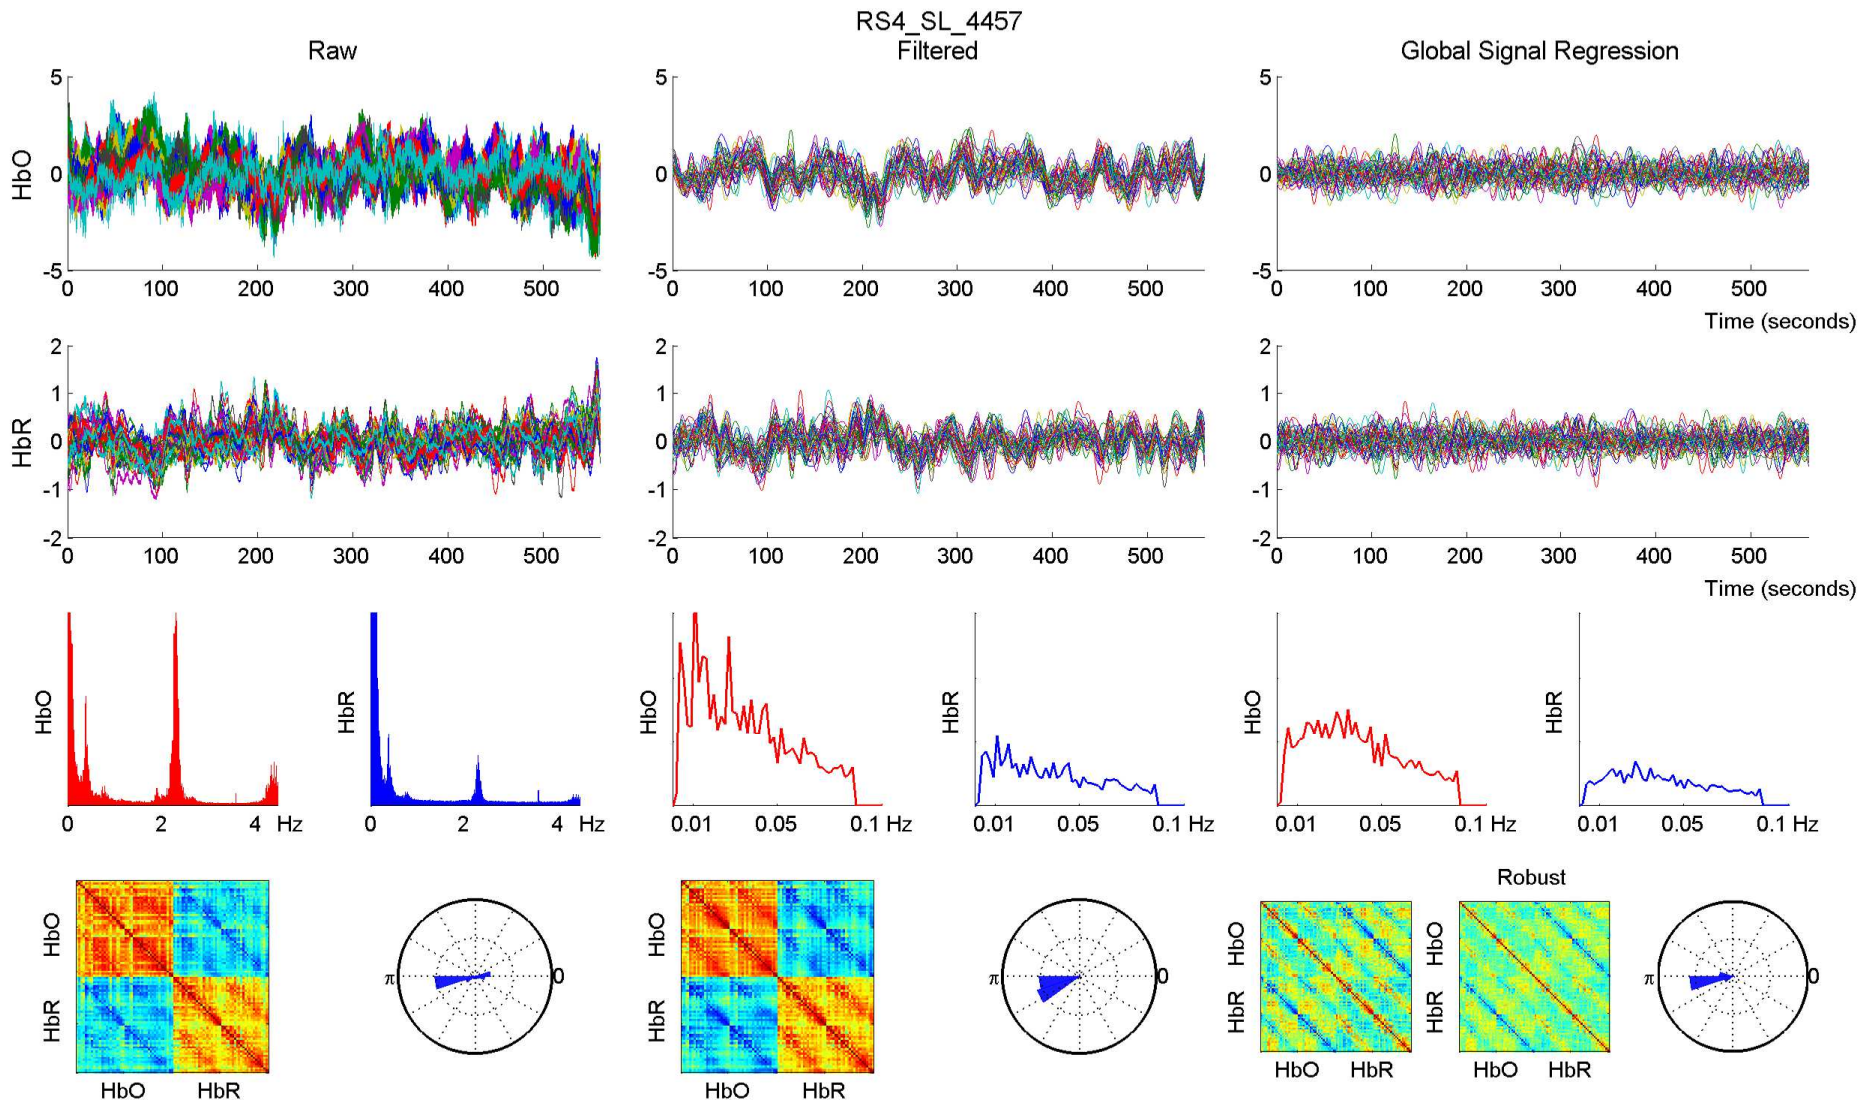 RS4_SL_4457
Raw
Filtered
Global Signal Regression
HbO
5
0
-5
0 100 200 300 400 500
5
0
-5
0 100 200 300 400 500
5
0
-5
0 100 200 300 400 500
Time (seconds)
HbR
2
1
0
-1
-2
0 100 200 300 400 500
2
1
0
-1
-2
0 100 200 300 400 500
2
1
0
-1
-2
0 100 200 300 400 500
Time (seconds)
HbO
0 2 4 Hz
HbR
0 2 4 Hz
HbO
0.01 0.05 0.1 Hz
HbR
0.01 0.05 0.1 Hz
HbO
0.01 0.05 0.1 Hz
HbR
0.01 0.05 0.1 Hz
HbO
HbR
HbO HbR
π 0
HbO
HbR
HbO HbR
π 0
HbO
HbR
HbO HbR
Robust
HbO
HbR
HbO HbR
π 0